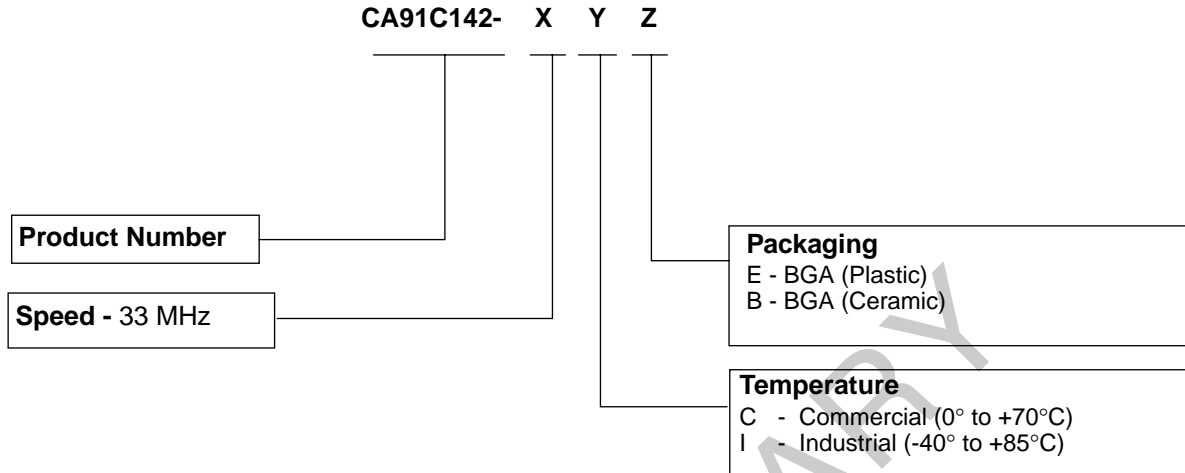 CA91C142- X Y Z
Product Number
Speed - 33 MHz
Packaging
E - BGA (Plastic)
B - BGA (Ceramic)
Temperature
C - Commercial (0° to +70°C)
I - Industrial (-40° to +85°C)
MARY